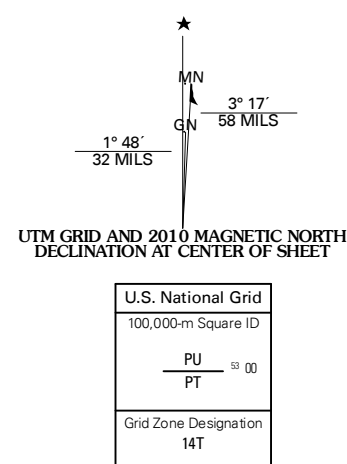 ★
MN
3° 17´
58 MILS
GN
1° 48´
32 MILS
UTM GRID AND 2010 MAGNETIC NORTH
DECLINATION AT CENTER OF SHEET
U.S. National Grid
100,000-m Square ID
PU
53 00
PT
Grid Zone Designation
14T